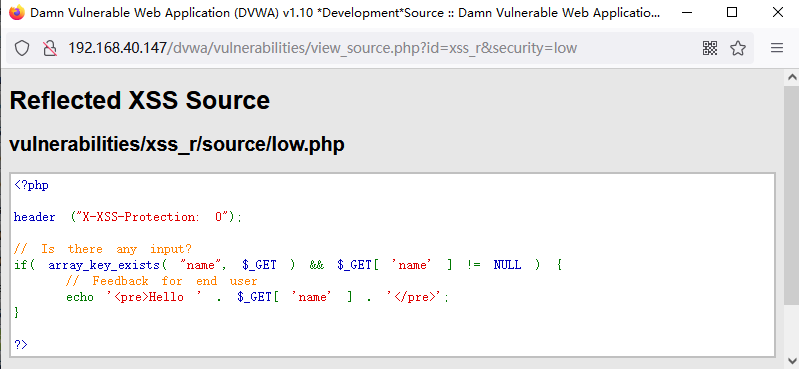 Damn Vulnerable Web Application (DVWA) v1.10 *Development*Source :: Damn Vulnerable Web Applicatio...
192.168.40.147/dvwa/vulnerabilities/view_source.php?id=xss_r&security=low
Reflected XSS Source
vulnerabilities/xss_r/source/low.php
<?php
header ("X-XSS-Protection: 0");
// Is there any input?
if( array_key_exists( "name", $_GET ) && $_GET[ 'name' ] != NULL ) {
// Feedback for end user
echo '<pre>Hello ' . $_GET[ 'name' ] . '</pre>';
}
?>